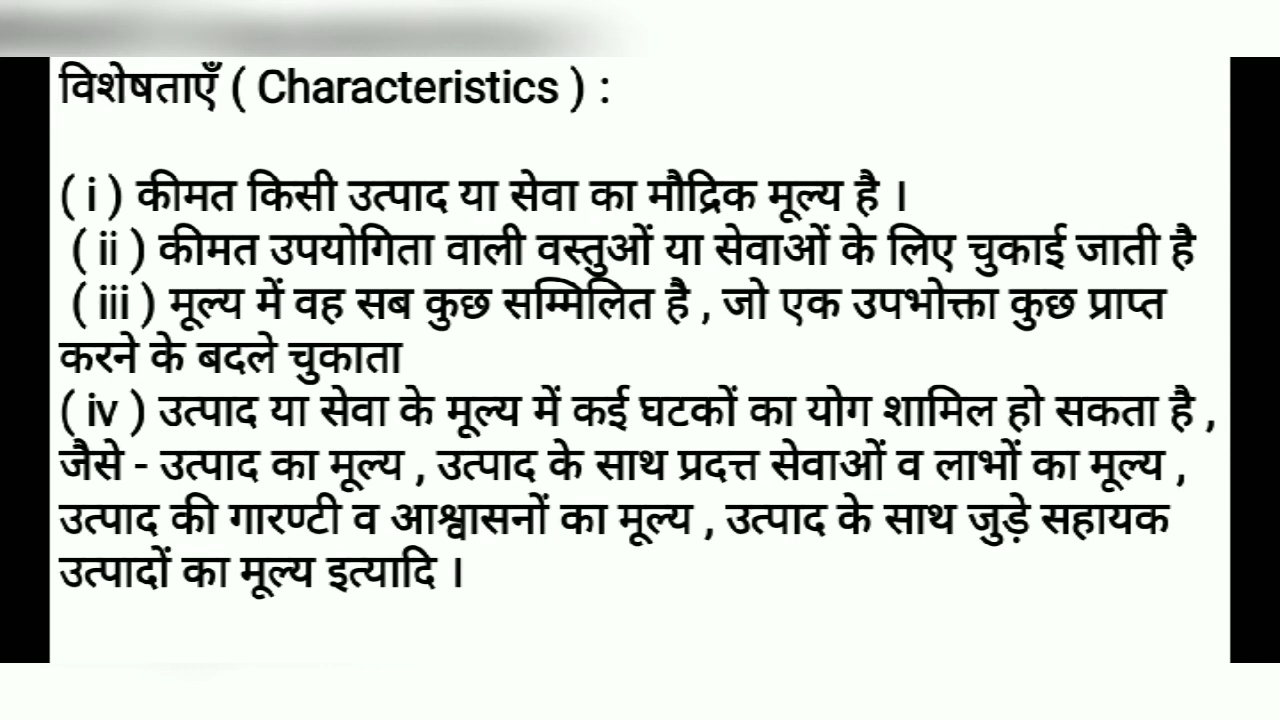 विशेषताएँ ( Characteristics ) :
( i ) कीमत किसी उत्पाद या सेवा का मौद्रिक मूल्य है ।
( ii ) कीमत उपयोगिता वाली वस्तुओं या सेवाओं के लिए चुकाई जाती है
( iii ) मूल्य में वह सब कुछ सम्मिलित है , जो एक उपभोक्ता कुछ प्राप्त
करने के बदले चुकाता
( iv ) उत्पाद या सेवा के मूल्य में कई घटकों का योग शामिल हो सकता है ,
जैसे - उत्पाद का मूल्य , उत्पाद के साथ प्रदत्त सेवाओं व लाभों का मूल्य ,
उत्पाद की गारण्टी व आश्वासनों का मूल्य , उत्पाद के साथ जुड़े सहायक
उत्पादों का मूल्य इत्यादि ।